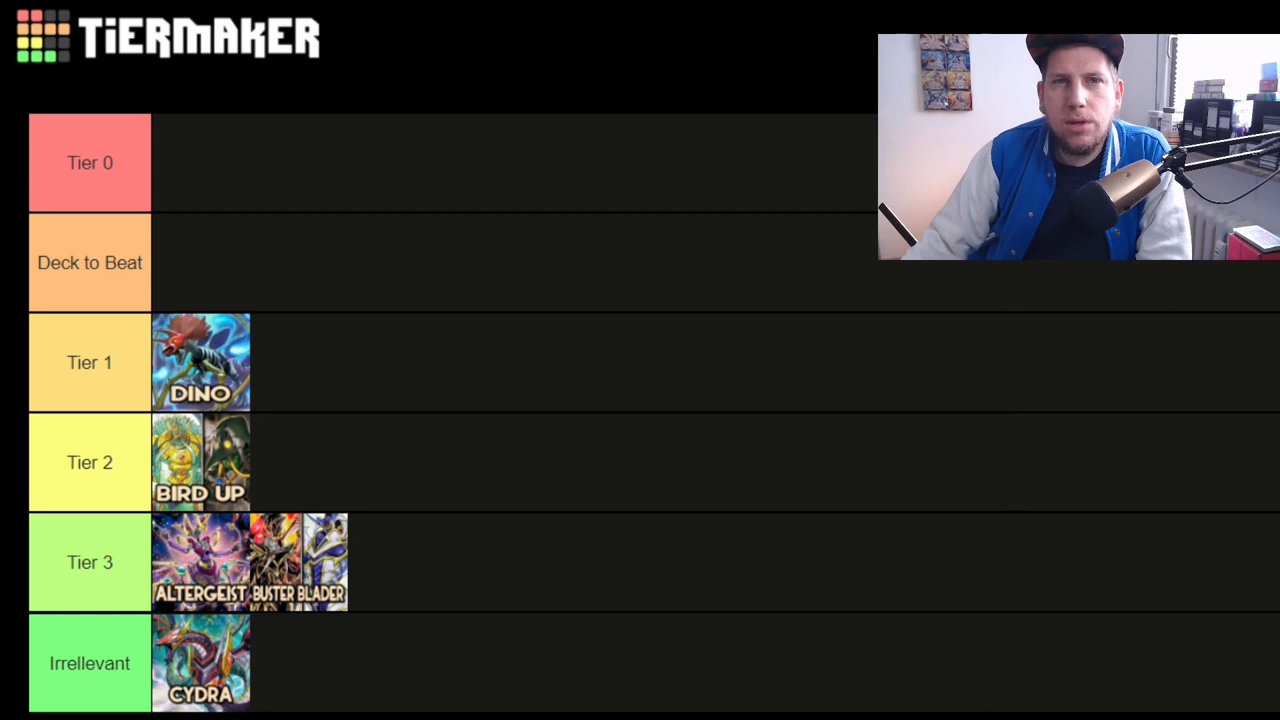 TiERMAKER
Tier 0
Deck to Beat
Tier 1
DINO
Tier 2
BIRD UP
Tier 3
ALTERGEIST
BUSTER BLADER
Irrellevant
CYDRA